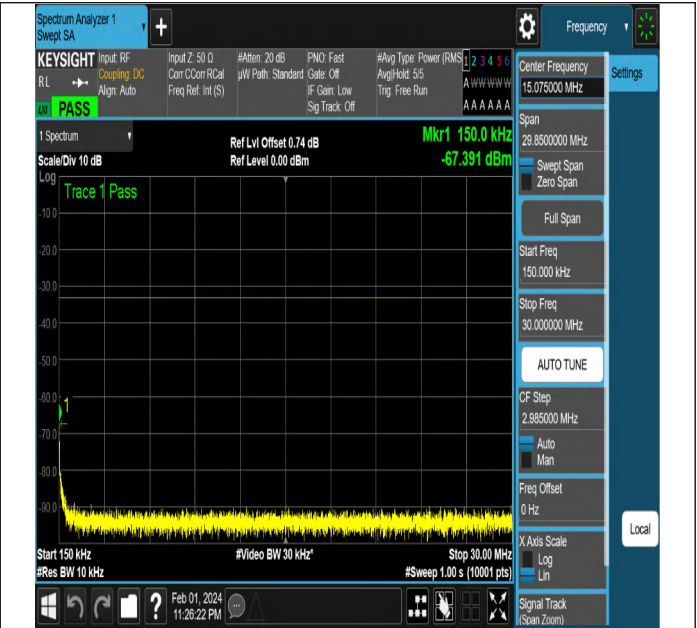 Spectrum Analyzer 1
Swept SA
+
Frequency
KEYSIGHT
Input: RF
Coupling: DC
Align: Auto
Input Z: 50 Ω
Corr CCorr RCal
Freq Ref: Int (S)
#Atten: 20 dB
µW Path: Standard
PNO: Fast
Gate: Off
IF Gain: Low
Sig Track: Off
#Avg Type: Power (RMS
Avg|Hold: 5/5
Trig: Free Run
1 2 3 4 5 6
A W W W W W
A A A A A A
R L
LXI
PASS
1 Spectrum
Scale/Div 10 dB
Ref Lvl Offset 0.74 dB
Ref Level 0.00 dBm
Mkr1 150.0 kHz
-67.391 dBm
Log
Trace 1 Pass
-10.0
-20.0
-30.0
-40.0
-50.0
-60.0
1
-70.0
-80.0
-90.0
Start 150 kHz
#Video BW 30 kHz*
Stop 30.00 MHz
#Res BW 10 kHz
#Sweep 1.00 s (10001 pts)
Feb 01, 2024
11:26:22 PM
?
Settings
Center Frequency
15.075000 MHz
Span
29.8500000 MHz
Swept Span
Zero Span
Full Span
Start Freq
150.000 kHz
Stop Freq
30.000000 MHz
AUTO TUNE
CF Step
2.985000 MHz
Auto
Man
Freq Offset
0 Hz
X Axis Scale
Log
Lin
Signal Track
(Span Zoom)
Local